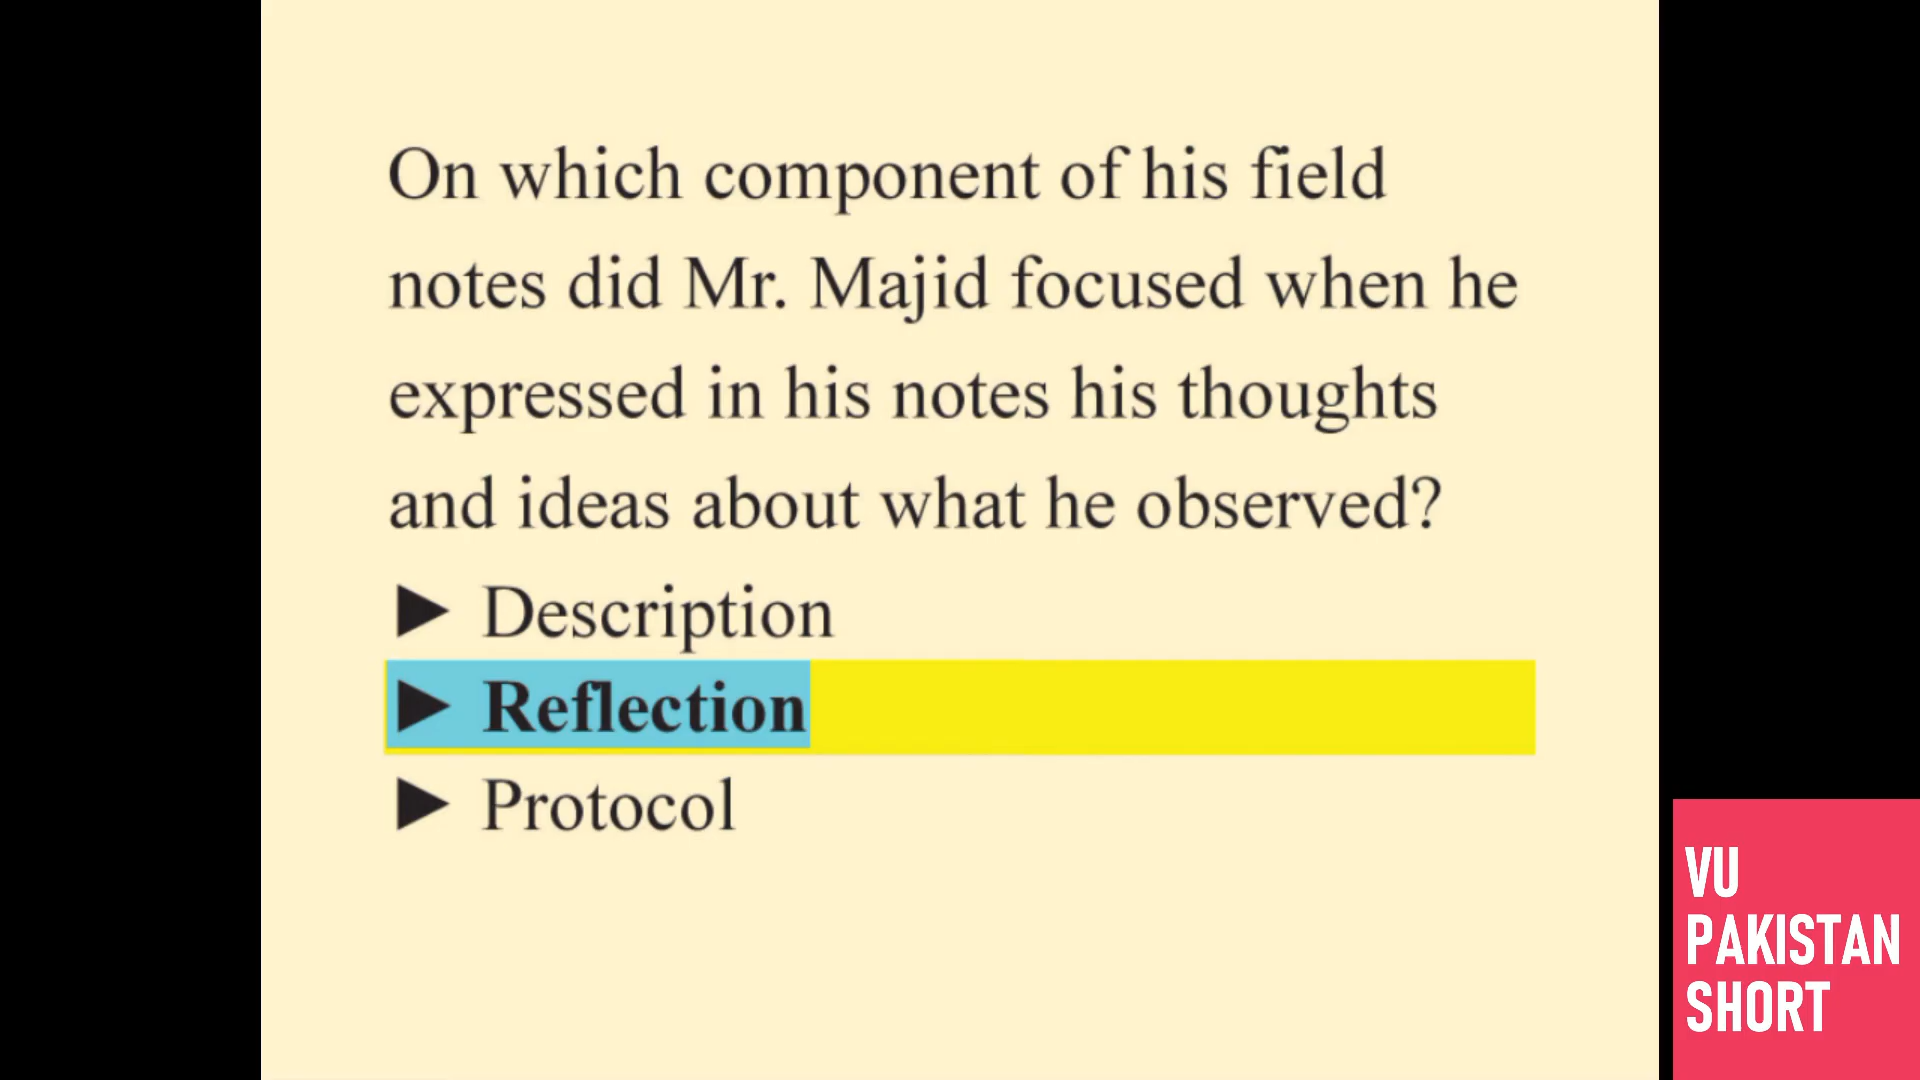 On which component of his field
notes did Mr. Majid focused when he
expressed in his notes his thoughts
and ideas about what he observed?
► Description
► Reflection
► Protocol
VU
PAKISTAN
SHORT